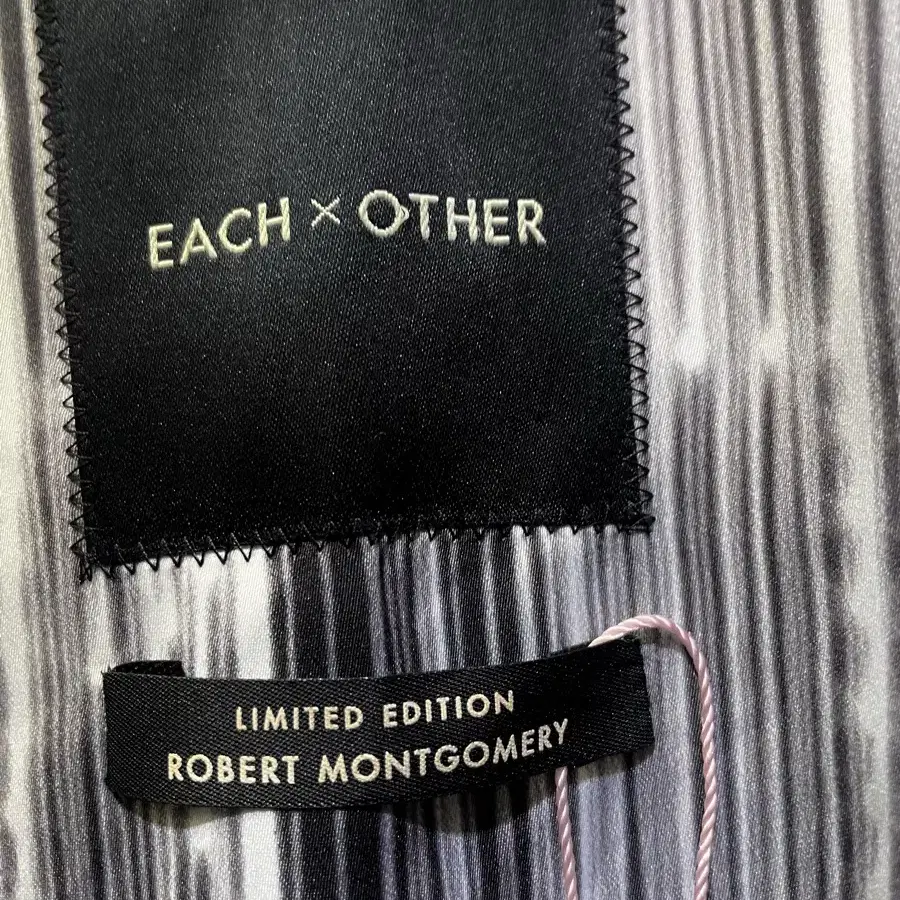 EACH × OTHER
LIMITED EDITION
ROBERT MONTGOMERY